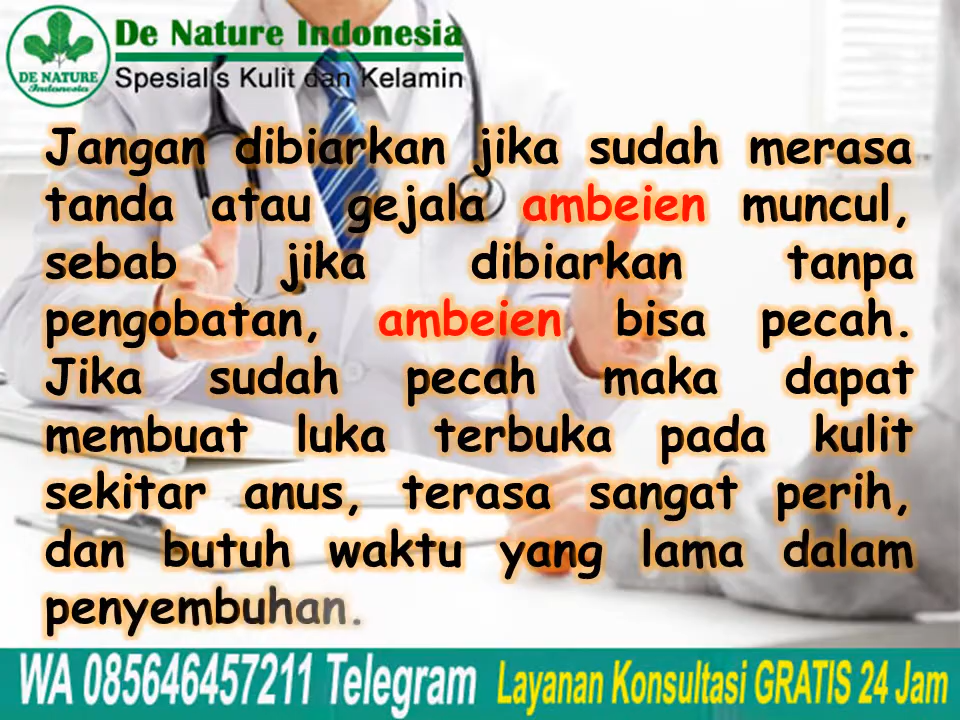 De Nature Indonesia
Spesialis Kulit dan Kelamin
DE NATURE
Indonesia
Jangan dibiarkan jika sudah merasa
tanda atau gejala ambeien muncul,
sebab jika dibiarkan tanpa
pengobatan, ambeien bisa pecah.
Jika sudah pecah maka dapat
membuat luka terbuka pada kulit
sekitar anus, terasa sangat perih,
dan butuh waktu yang lama dalam
penyembuhan.
WA 085646457211 Telegram Layanan Konsultasi GRATIS 24 Jam